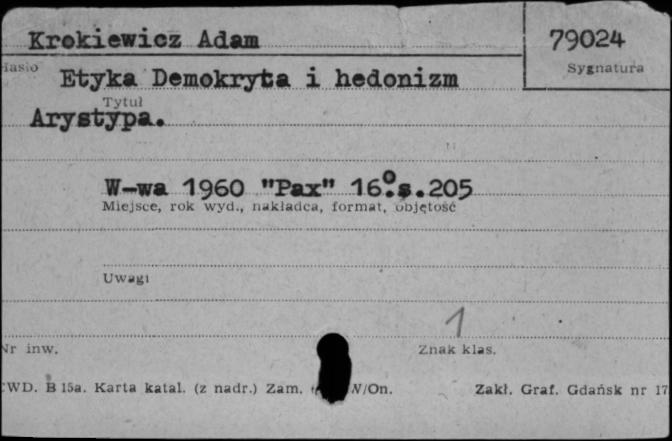 Krokiewicz Adam
79024
Hasło
Sygnatura
Etyka Demokryta i hedonizm
Tytuł
Arystypa.
W-wa 1960 "Pax" 16°.s.205
Miejsce, rok wyd., nakładca, format, objętość
Uwagi
1
Nr inw.
Znak klas.
CWD. B 15a. Karta katal. (z nadr.) Zam. N/On.
Zakł. Graf. Gdańsk nr 17